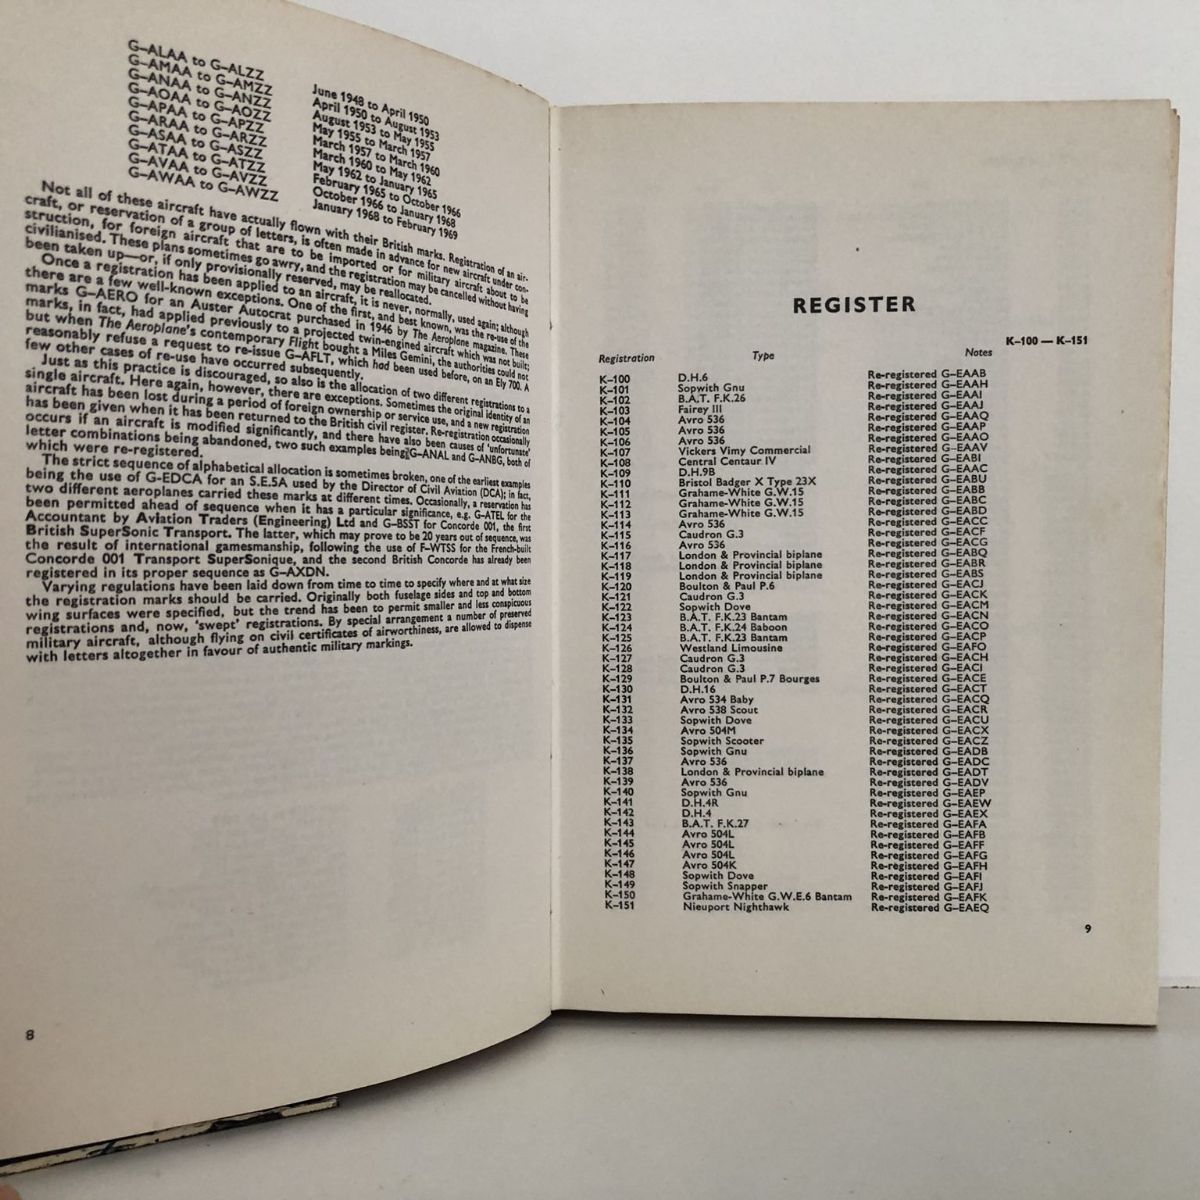 G–ALAA to G–ALZZ June 1948 to April 1950
G–AMAA to G–AMZZ April 1950 to August 1953
G–ANAA to G–ANZZ August 1953 to May 1955
G–AOAA to G–AOZZ May 1955 to March 1957
G–APAA to G–APZZ March 1957 to March 1960
G–ARAA to G–ARZZ March 1960 to May 1962
G–ASAA to G–ASZZ May 1962 to January 1965
G–ATAA to G–ATZZ February 1965 to October 1966
G–AVAA to G–AVZZ October 1966 to January 1968
G–AWAA to G–AWZZ January 1968 to February 1969
Not all of these aircraft have actually flown with their British marks. Registration of an air-
craft, or reservation of a group of letters, is often made in advance for new aircraft under con-
struction, for foreign aircraft that are to be imported or for military aircraft about to be
civilianised. These plans sometimes go awry, and the registration may be cancelled without having
been taken up—or, if only provisionally reserved, may be reallocated.
Once a registration has been applied to an aircraft, it is never, normally, used again; although
there are a few well-known exceptions. One of the first, and best known, was the re-use of the
marks G–AERO for an Auster Autocrat purchased in 1946 by The Aeroplane magazine. These
marks, in fact, had applied previously to a projected twin-engined aircraft which was not built;
but when The Aeroplane's contemporary Flight bought a Miles Gemini, the authorities could not
reasonably refuse a request to re-issue G–AFLT, which had been used before, on an Ely 700. A
few other cases of re-use have occurred subsequently.
Just as this practice is discouraged, so also is the allocation of two different registrations to a
single aircraft. Here again, however, there are exceptions. Sometimes the original identity of an
aircraft has been lost during a period of foreign ownership or service use, and a new registration
has been given when it has been returned to the British civil register. Re-registration occasionally
occurs if an aircraft is modified significantly, and there have also been causes of 'unfortunate'
letter combinations being abandoned, two such examples being G–ANAL and G–ANBG, both of
which were re-registered.
The strict sequence of alphabetical allocation is sometimes broken, one of the earliest examples
being the use of G-EDCA for an S.E.5A used by the Director of Civil Aviation (DCA); in fact,
two different aeroplanes carried these marks at different times. Occasionally, a reservation has
been permitted ahead of sequence when it has a particular significance, e.g. G–ATEL for the
Accountant by Aviation Traders (Engineering) Ltd and G–BSST for Concorde 001, the first
British SuperSonic Transport. The latter, which may prove to be 20 years out of sequence, was
the result of international gamesmanship, following the use of F–WTSS for the French-built
Concorde 001 Transport SuperSonique, and the second British Concorde has already been
registered in its proper sequence as G–AXDN.
Varying regulations have been laid down from time to time to specify where and at what size
the registration marks should be carried. Originally both fuselage sides and top and bottom
wing surfaces were specified, but the trend has been to permit smaller and less conspicuous
registrations and, now, 'swept' registrations. By special arrangement a number of preserved
military aircraft, although flying on civil certificates of airworthiness, are allowed to dispense
with letters altogether in favour of authentic military markings.
8
REGISTER
K–100 — K–151
Registration Type Notes
K–100 D.H.6 Re-registered G–EAAB
K–101 Sopwith Gnu Re-registered G–EAAH
K–102 B.A.T. F.K.26 Re-registered G–EAAI
K–103 Fairey III Re-registered G–EAAJ
K–104 Avro 536 Re-registered G–EAAQ
K–105 Avro 536 Re-registered G–EAAP
K–106 Avro 536 Re-registered G–EAAO
K–107 Vickers Vimy Commercial Re-registered G–EAAV
K–108 Central Centaur IV Re-registered G–EABI
K–109 D.H.9B Re-registered G–EAAC
K–110 Bristol Badger X Type 23X Re-registered G–EABU
K–111 Grahame-White G.W.15 Re-registered G–EABB
K–112 Grahame-White G.W.15 Re-registered G–EABC
K–113 Grahame-White G.W.15 Re-registered G–EABD
K–114 Avro 536 Re-registered G–EACC
K–115 Caudron G.3 Re-registered G–EACF
K–116 Avro 536 Re-registered G–EACG
K–117 London & Provincial biplane Re-registered G–EABQ
K–118 London & Provincial biplane Re-registered G–EABR
K–119 London & Provincial biplane Re-registered G–EABS
K–120 Boulton & Paul P.6 Re-registered G–EACJ
K–121 Caudron G.3 Re-registered G–EACK
K–122 Sopwith Dove Re-registered G–EACM
K–123 B.A.T. F.K.23 Bantam Re-registered G–EACN
K–124 B.A.T. F.K.24 Baboon Re-registered G–EACO
K–125 B.A.T. F.K.23 Bantam Re-registered G–EACP
K–126 Westland Limousine Re-registered G–EAFO
K–127 Caudron G.3 Re-registered G–EACH
K–128 Caudron G.3 Re-registered G–EACI
K–129 Boulton & Paul P.7 Bourges Re-registered G–EACE
K–130 D.H.16 Re-registered G–EACT
K–131 Avro 534 Baby Re-registered G–EACQ
K–132 Avro 538 Scout Re-registered G–EACR
K–133 Sopwith Dove Re-registered G–EACU
K–134 Avro 504M Re-registered G–EACX
K–135 Sopwith Scooter Re-registered G–EACZ
K–136 Sopwith Gnu Re-registered G–EADB
K–137 Avro 536 Re-registered G–EADC
K–138 London & Provincial biplane Re-registered G–EADT
K–139 Avro 536 Re-registered G–EADV
K–140 Sopwith Gnu Re-registered G–EAEP
K–141 D.H.4R Re-registered G–EAEW
K–142 D.H.4 Re-registered G–EAEX
K–143 B.A.T. F.K.27 Re-registered G–EAFA
K–144 Avro 504L Re-registered G–EAFB
K–145 Avro 504L Re-registered G–EAFF
K–146 Avro 504L Re-registered G–EAFG
K–147 Avro 504K Re-registered G–EAFH
K–148 Sopwith Dove Re-registered G–EAFI
K–149 Sopwith Snapper Re-registered G–EAFJ
K–150 Grahame-White G.W.E.6 Bantam Re-registered G–EAFK
K–151 Nieuport Nighthawk Re-registered G–EAEQ
9